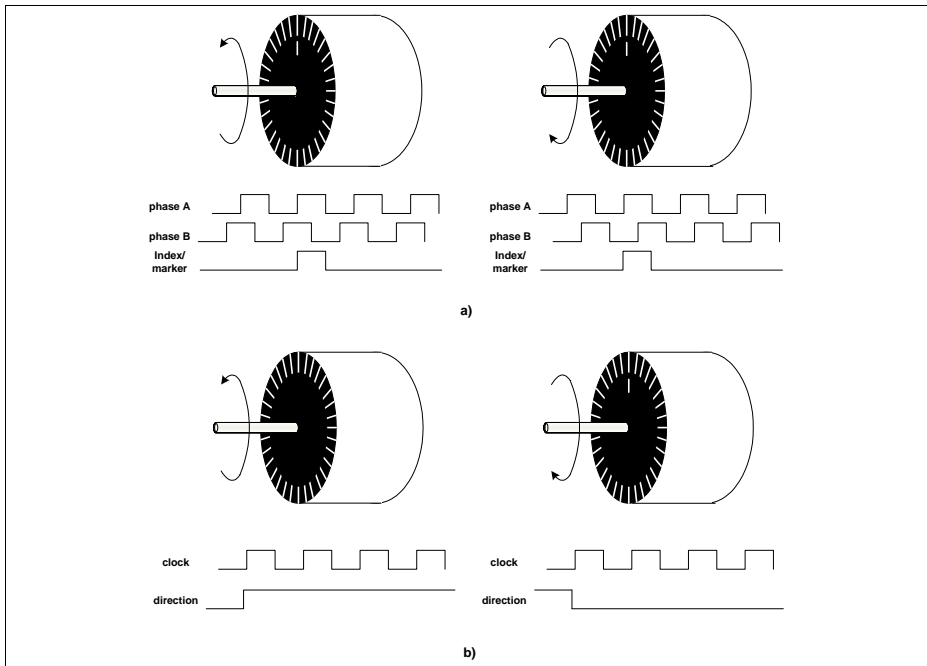 phase A
phase B
Index/
marker
phase A
phase B
Index/
marker
a)
clock
direction
clock
direction
b)